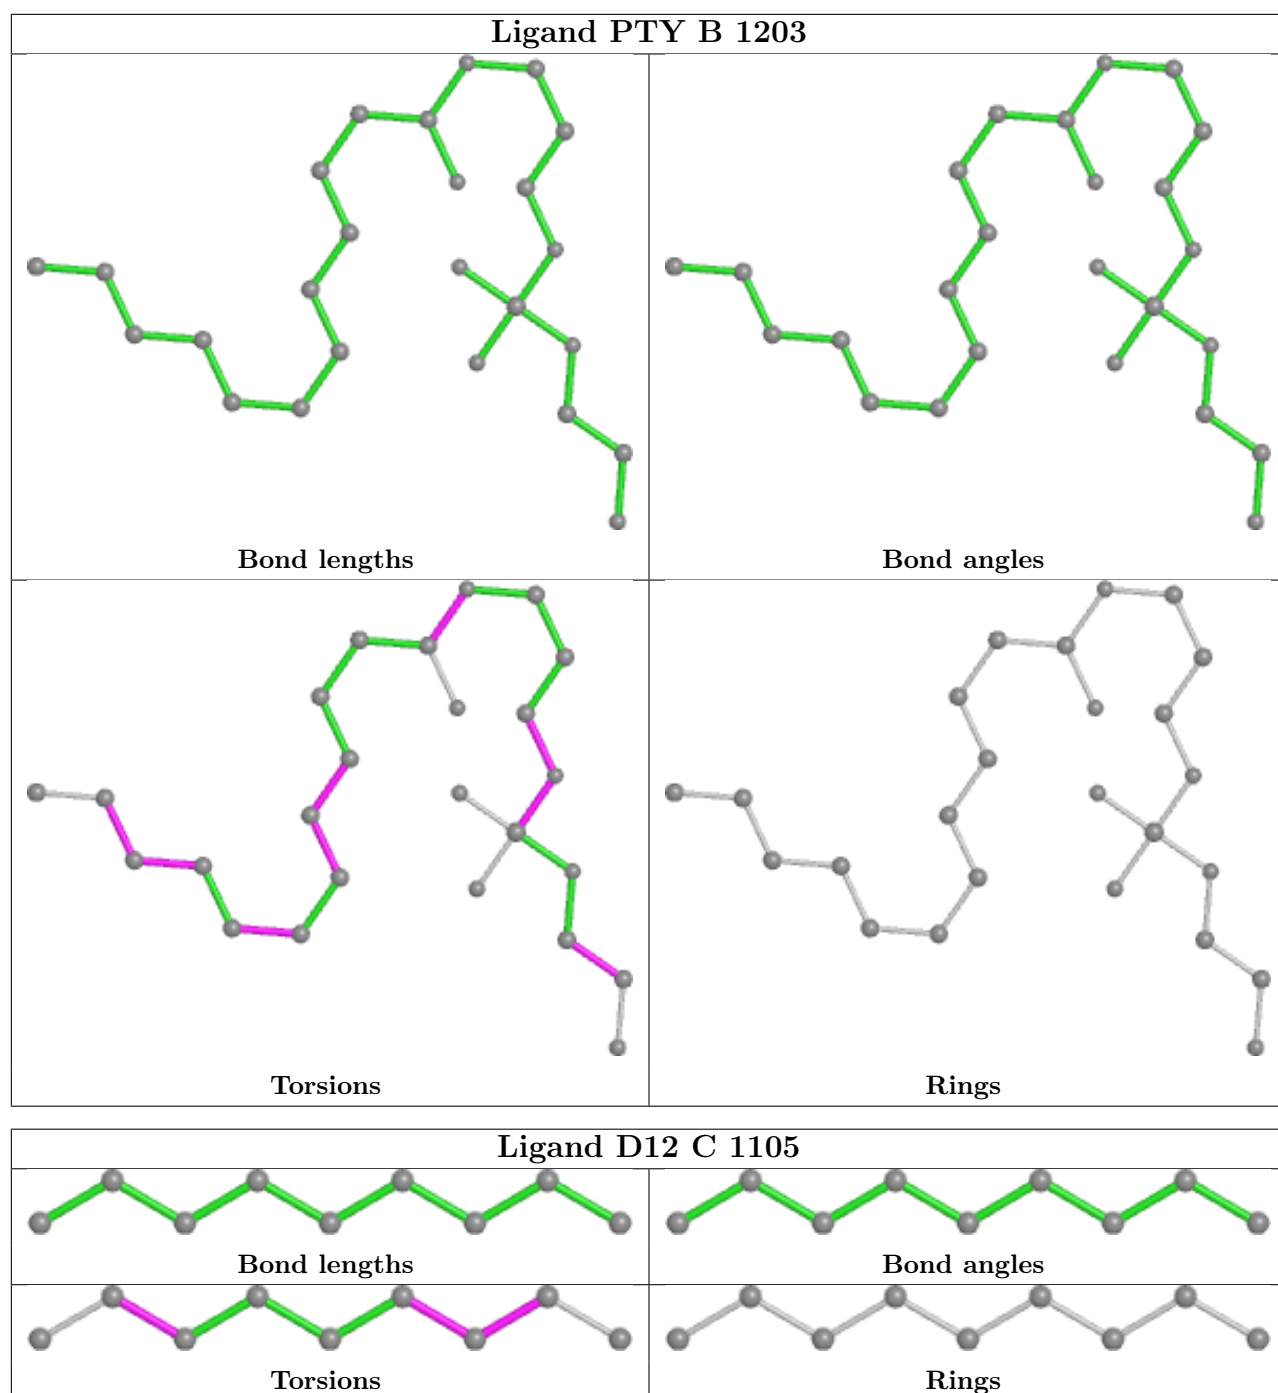 Ligand PTY B 1203
Bond lengths
Bond angles
Torsions
Rings
Ligand D12 C 1105
Bond lengths
Bond angles
Torsions
Rings